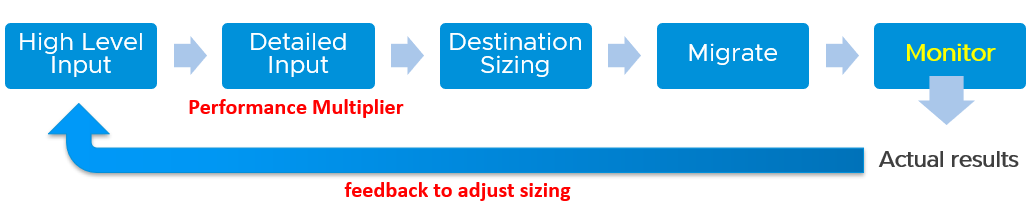 High Level
Input
Detailed
Input
Destination
Sizing
Migrate
Monitor
Performance Multiplier
Actual results
feedback to adjust sizing